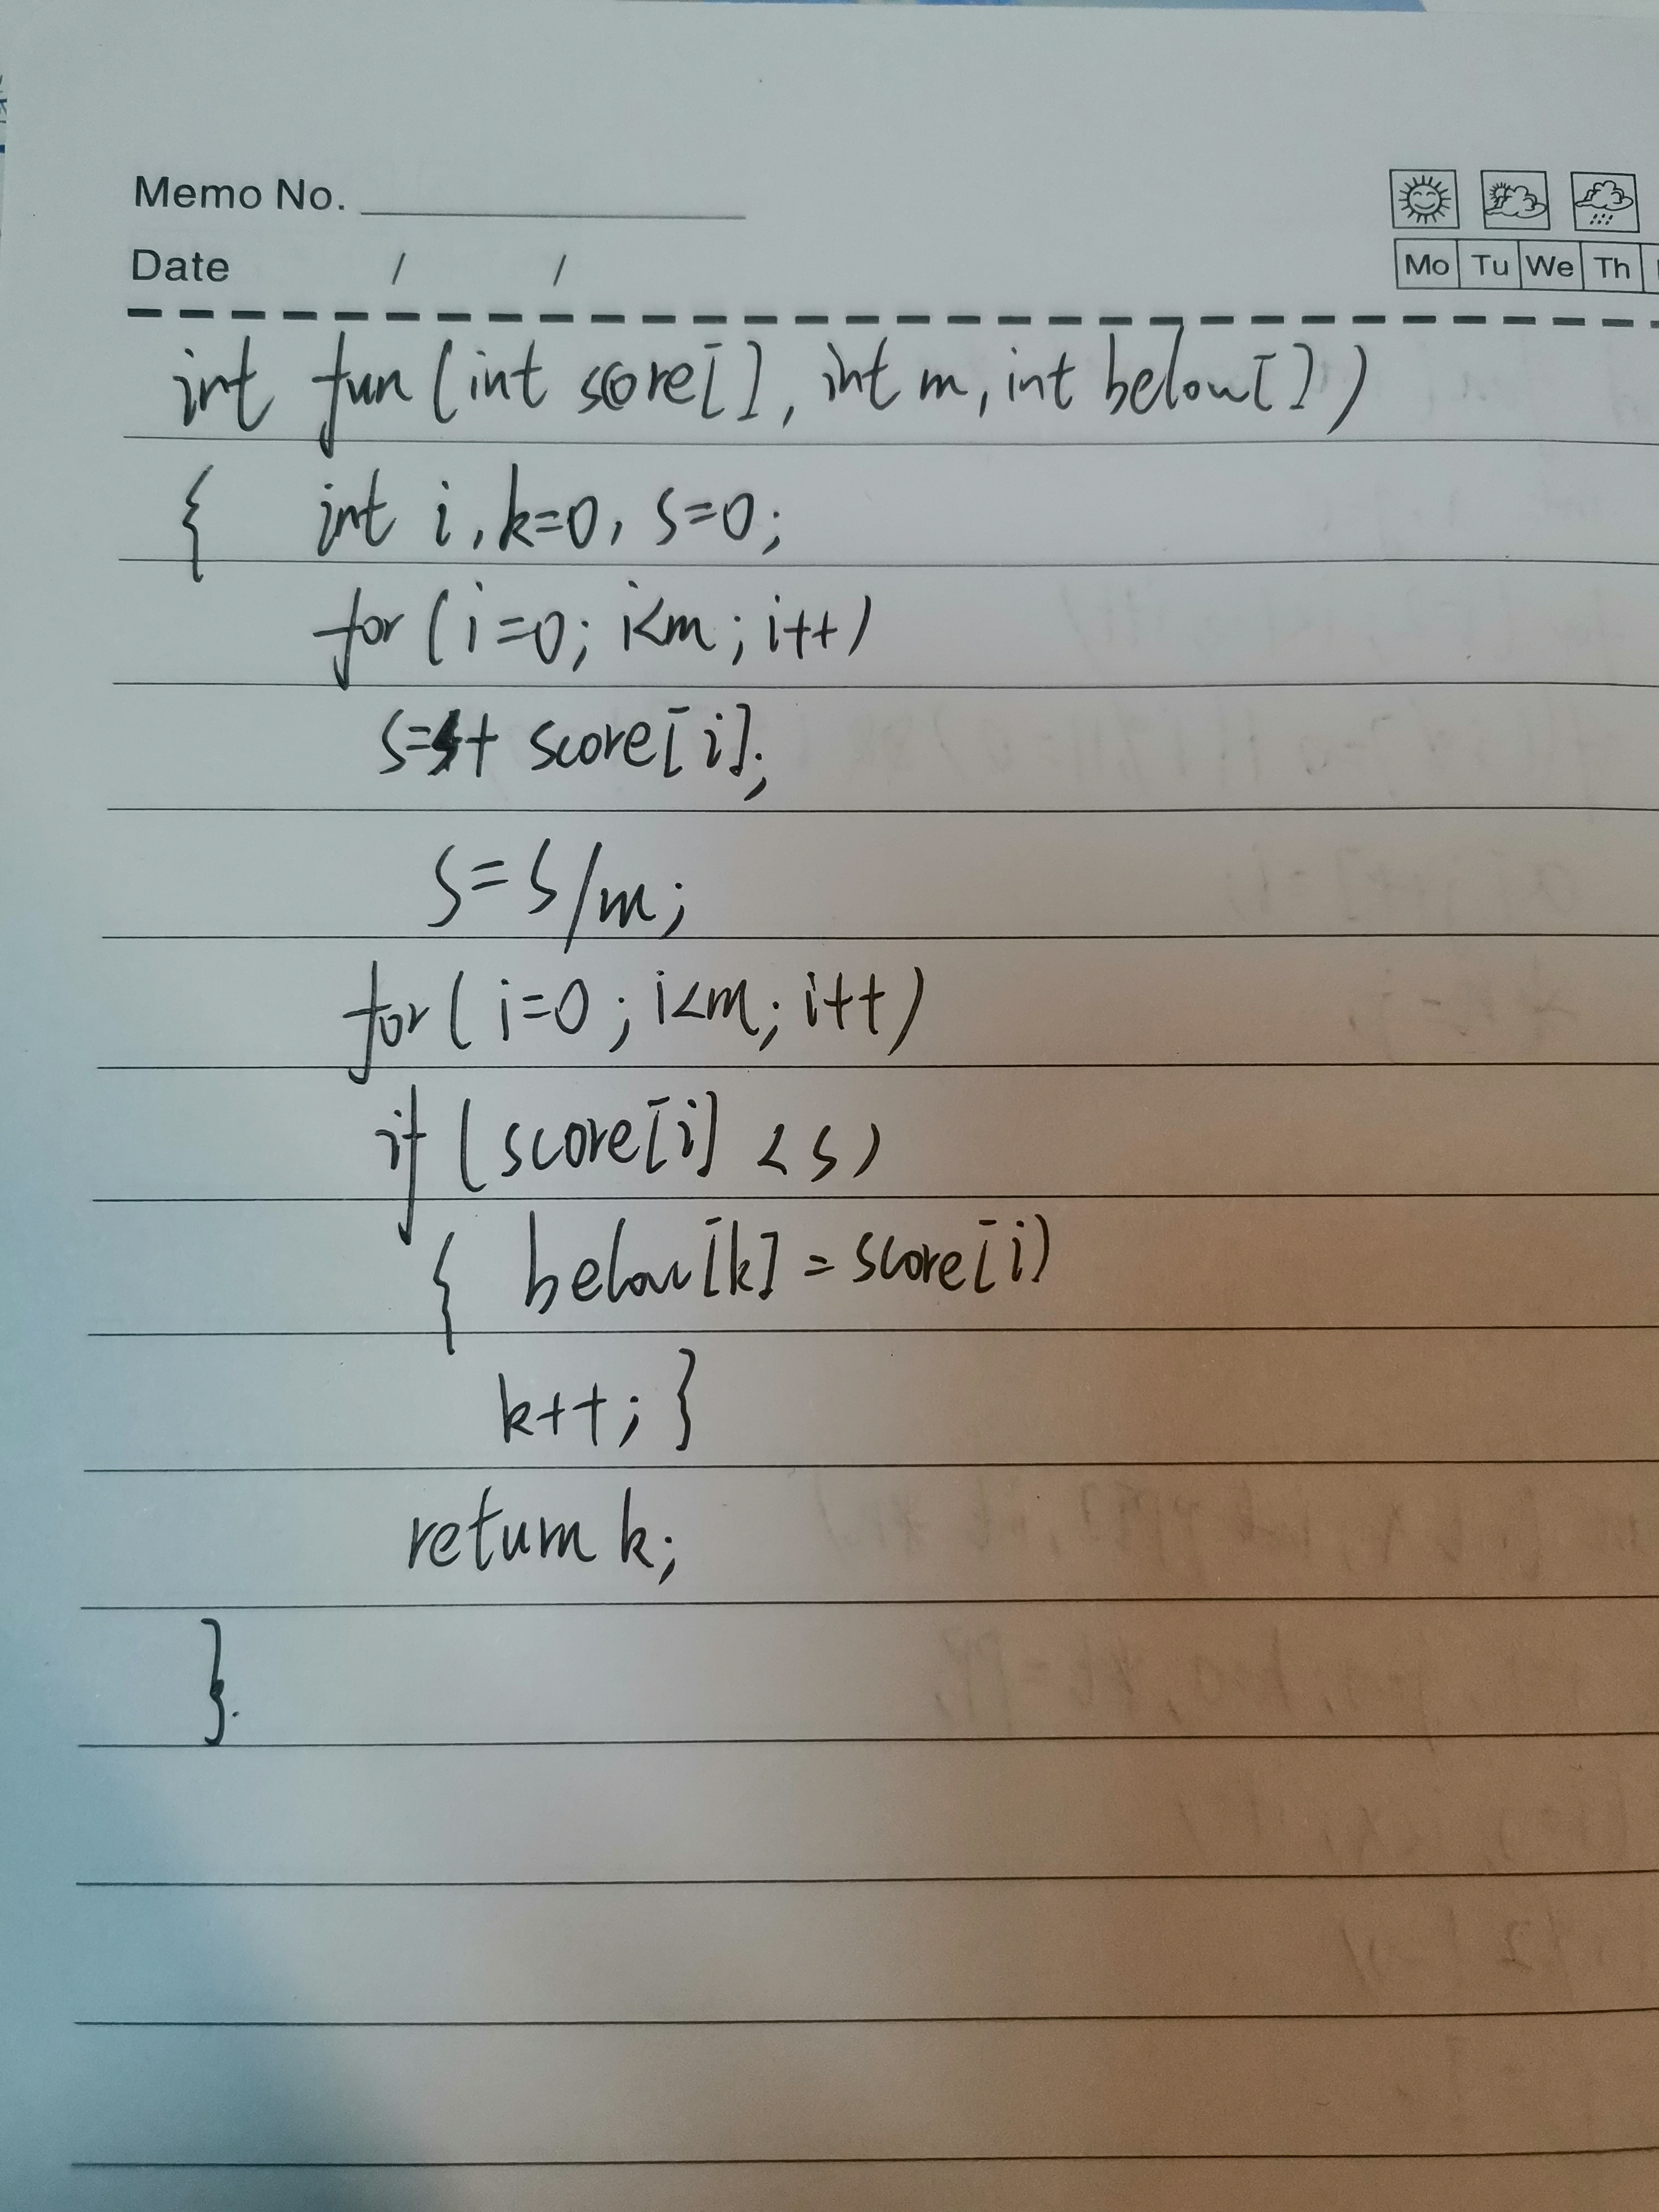 Memo No.
Date / /
Mo Tu We Th
int fun(int score[], int m, int below[])
{ int i, k=0, s=0;
for(i=0; i<m; i++)
s=s+ score[i];
s=s/m;
for(i=0; i<m; i++)
if(score[i] < s)
{ below[k] = score[i)
k++; }
return k;
}.